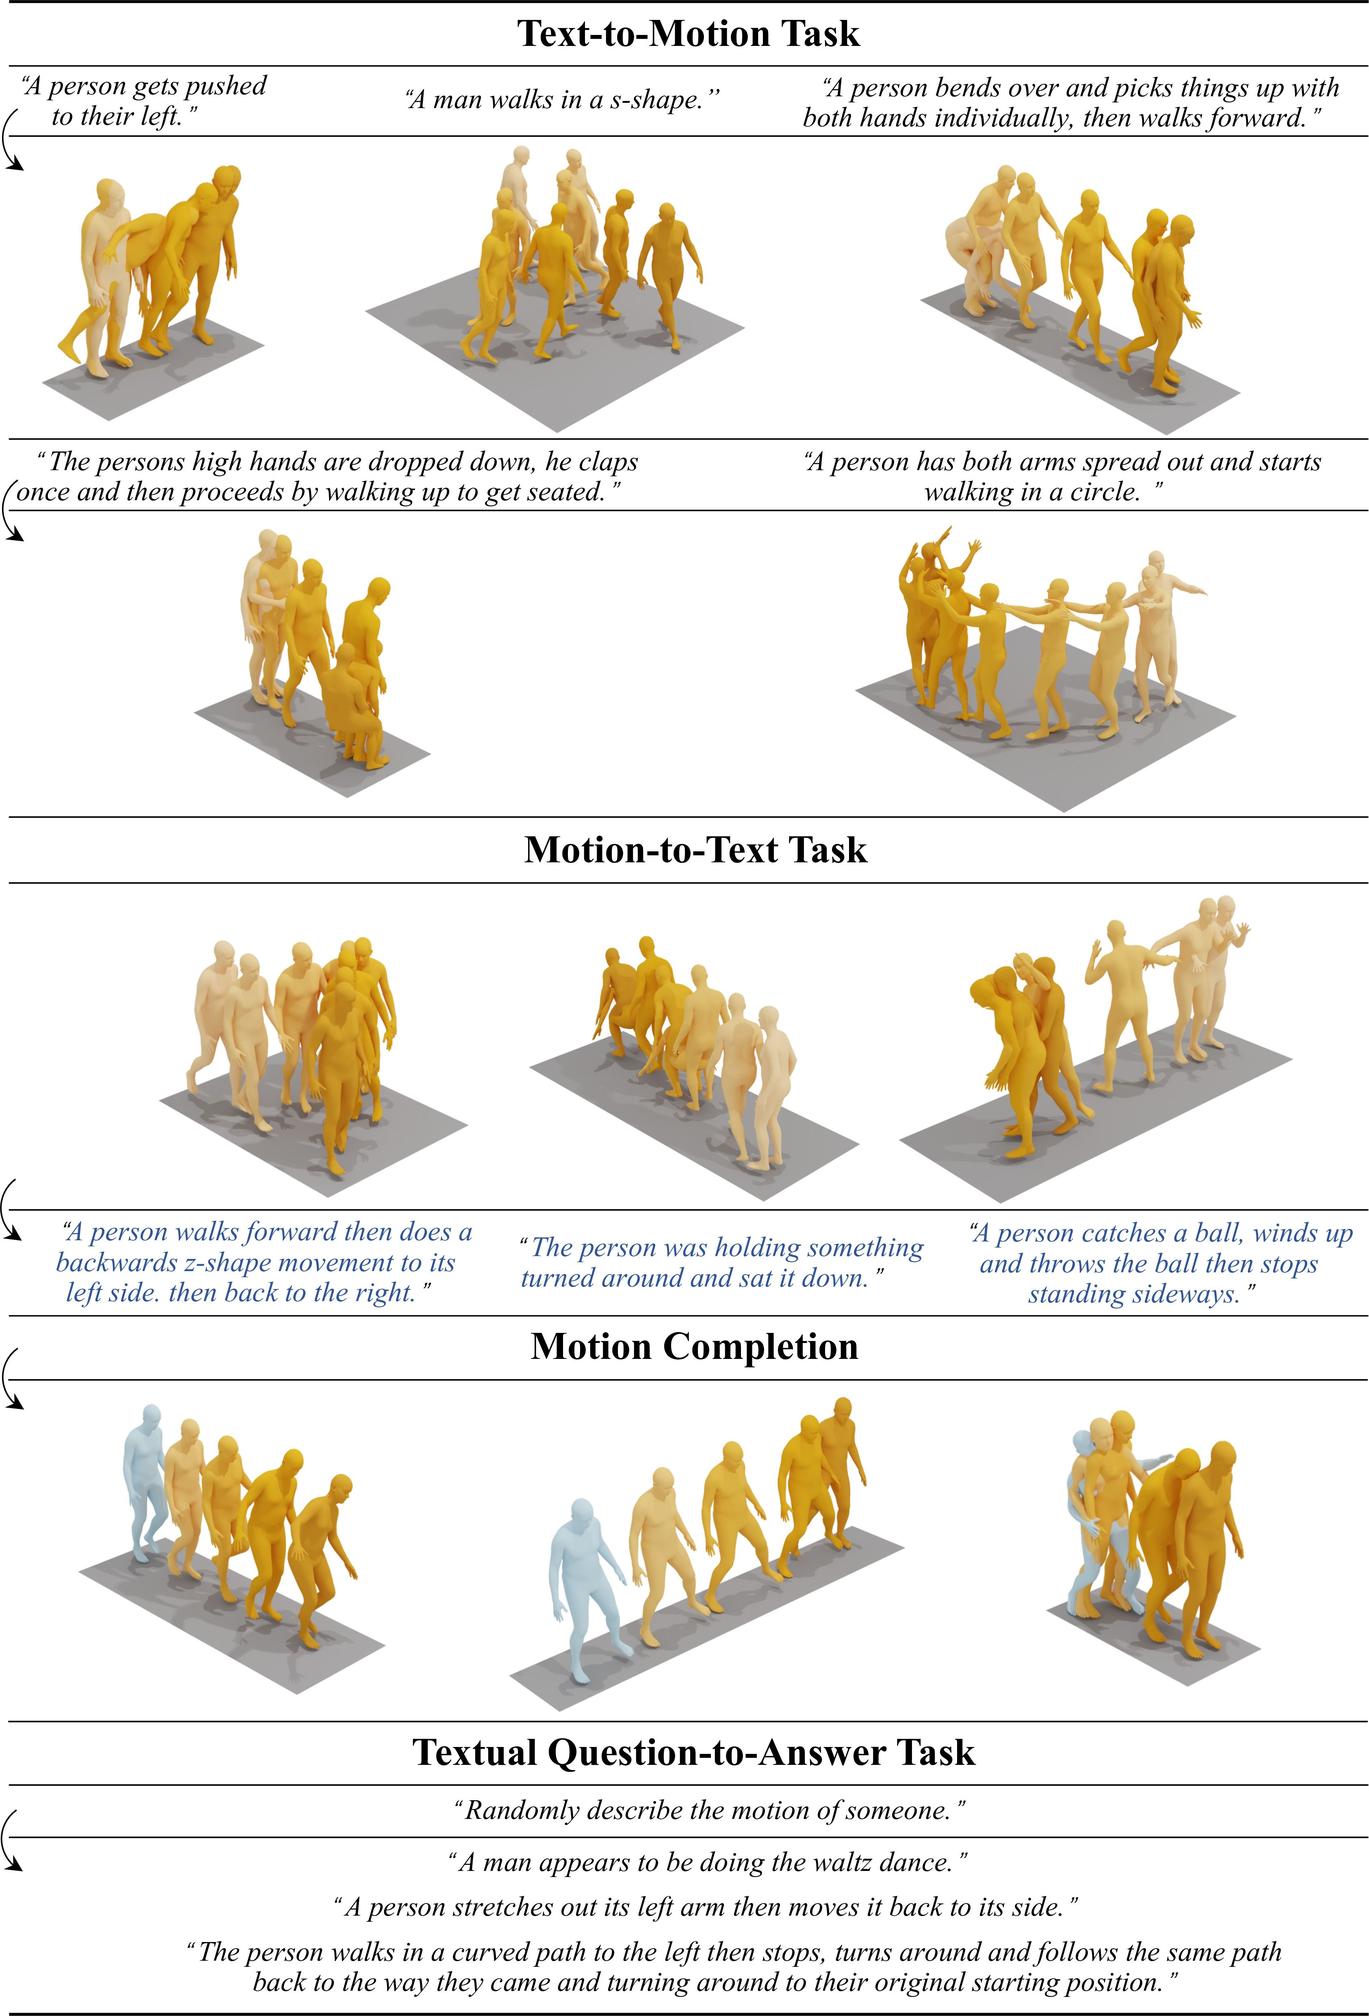 Text-to-Motion Task
“A person gets pushed
to their left.”
“A man walks in a s-shape.”
“A person bends over and picks things up with
both hands individually, then walks forward.”
“The persons high hands are dropped down, he claps
once and then proceeds by walking up to get seated.”
“A person has both arms spread out and starts
walking in a circle. ”
Motion-to-Text Task
“A person walks forward then does a
backwards z-shape movement to its
left side. then back to the right.”
“The person was holding something
turned around and sat it down.”
“A person catches a ball, winds up
and throws the ball then stops
standing sideways.”
Motion Completion
Textual Question-to-Answer Task
“Randomly describe the motion of someone.”
“A man appears to be doing the waltz dance.”
“A person stretches out its left arm then moves it back to its side.”
“The person walks in a curved path to the left then stops, turns around and follows the same path
back to the way they came and turning around to their original starting position.”